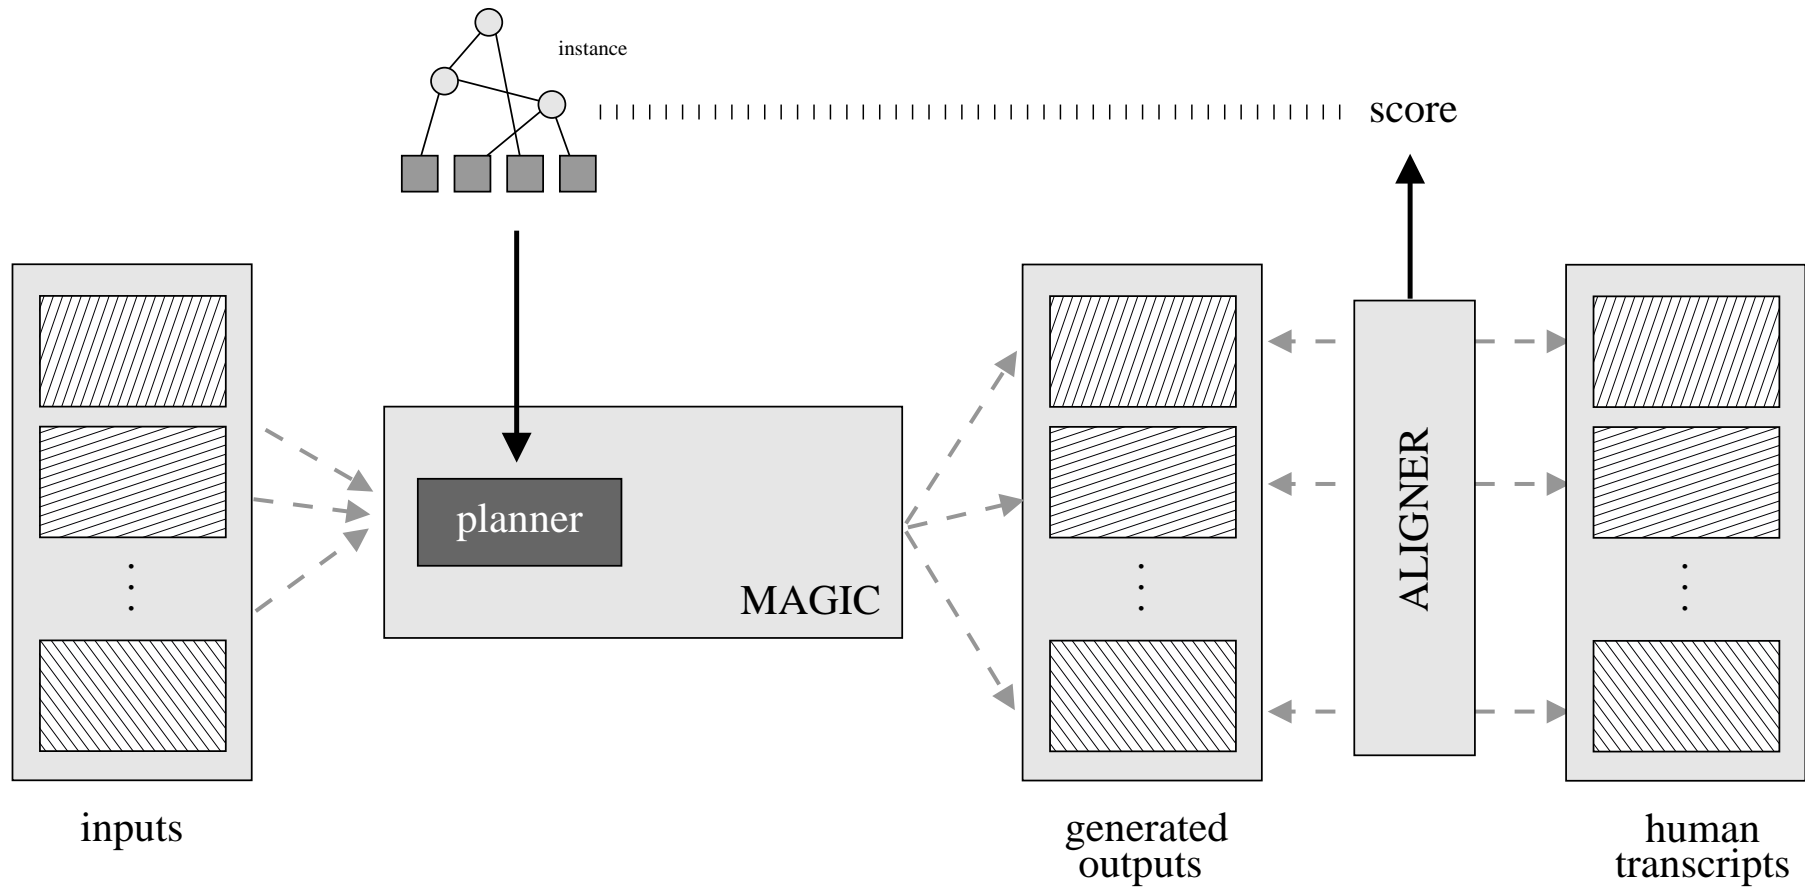 instance
score
planner
MAGIC
ALIGNER
inputs
generated
outputs
human
transcripts